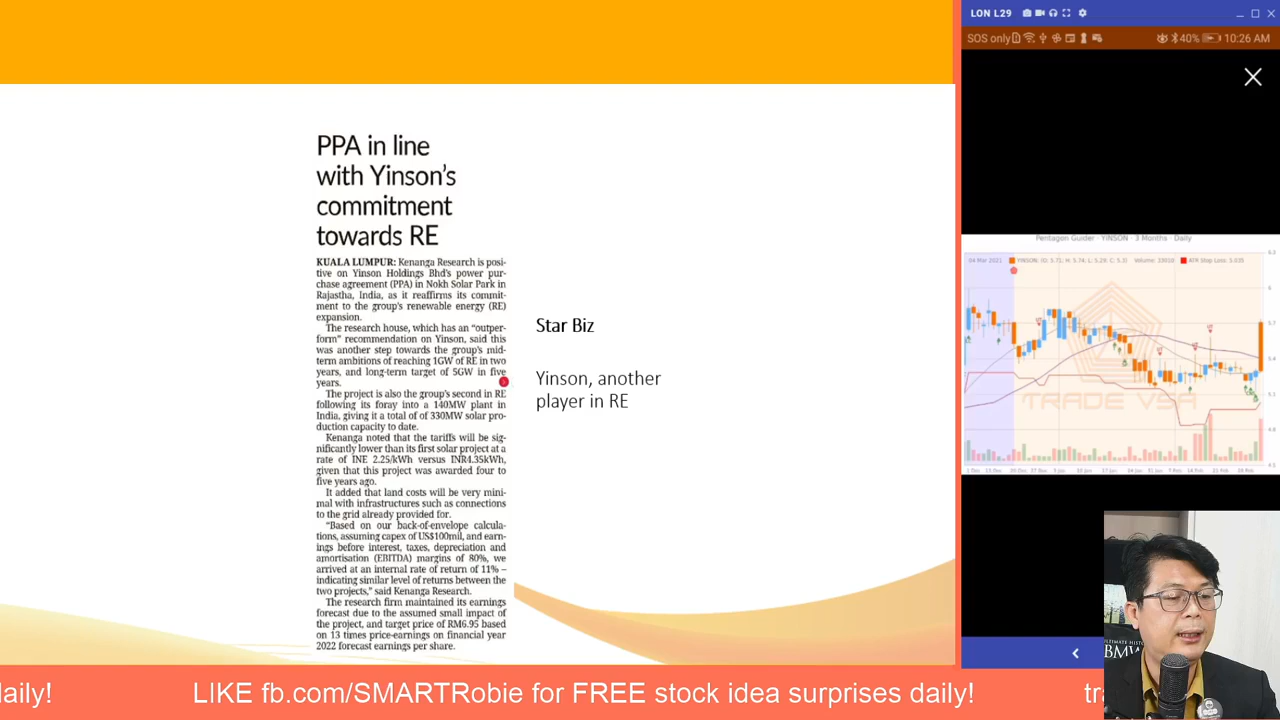 PPA in line
with Yinson's
commitment
towards RE
KUALA LUMPUR: Kenanga Research is posi-
tive on Yinson Holdings Bhd's power pur-
chase agreement (PPA) in Nokh Solar Park in
Rajastha, India, as it reaffirms its commit-
ment to the group's renewable energy (RE)
expansion.
The research house, which has an "outper-
form" recommendation on Yinson, said this
was another step towards the group's mid-
term ambitions of reaching 1GW of RE in two
years, and long-term target of 5GW in five
years.
The project is also the group's second in RE
following its foray into a 140MW plant in
India, giving it a total of of 330MW solar pro-
duction capacity to date.
Kenanga noted that the tariffs will be sig-
nificantly lower than its first solar project at a
rate of INE 2.25/kWh versus INR4.35kWh,
given that this project was awarded four to
five years ago.
It added that land costs will be very mini-
mal with infrastructures such as connections
to the grid already provided for.
"Based on our back-of-envelope calcula-
tions, assuming capex of US$100mil, and earn-
ings before interest, taxes, depreciation and
amortisation (EBITDA) margins of 80%, we
arrived at an internal rate of return of 11% –
indicating similar level of returns between the
two projects," said Kenanga Research.
The research firm maintained its earnings
forecast due to the assumed small impact of
the project, and target price of RM6.95 based
on 13 times price-earnings on financial year
2022 forecast earnings per share.
Star Biz
Yinson, another
player in RE
LON L29
SOS only
40%
10:26 AM
Pentagon Guider - YINSON - 3 Months - Daily
04 Mar 2021
TRADE VSA
BMW
daily!
LIKE fb.com/SMARTRobie for FREE stock idea surprises daily!